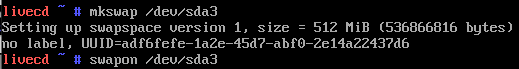 livecd ~ # mkswap /dev/sda3
Setting up swapspace version 1, size = 512 MiB (536866816 bytes)
no label, UUID=adf6fefe-1a2e-45d7-abf0-2e14a22437d6
livecd ~ # swapon /dev/sda3